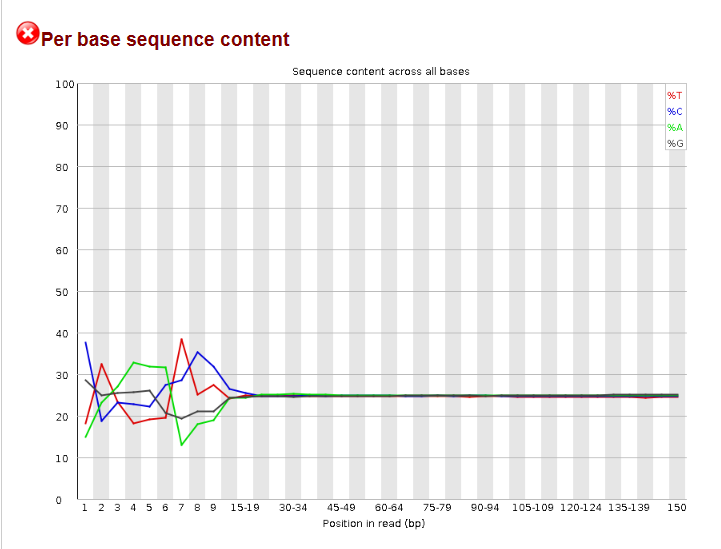 Per base sequence content
Sequence content across all bases
%T
%C
%A
%G
100
90
80
70
60
50
40
30
20
10
0
1 2 3 4 5 6 7 8 9 15-19 30-34 45-49 60-64 75-79 90-94 105-109 120-124 135-139 150
Position in read (bp)